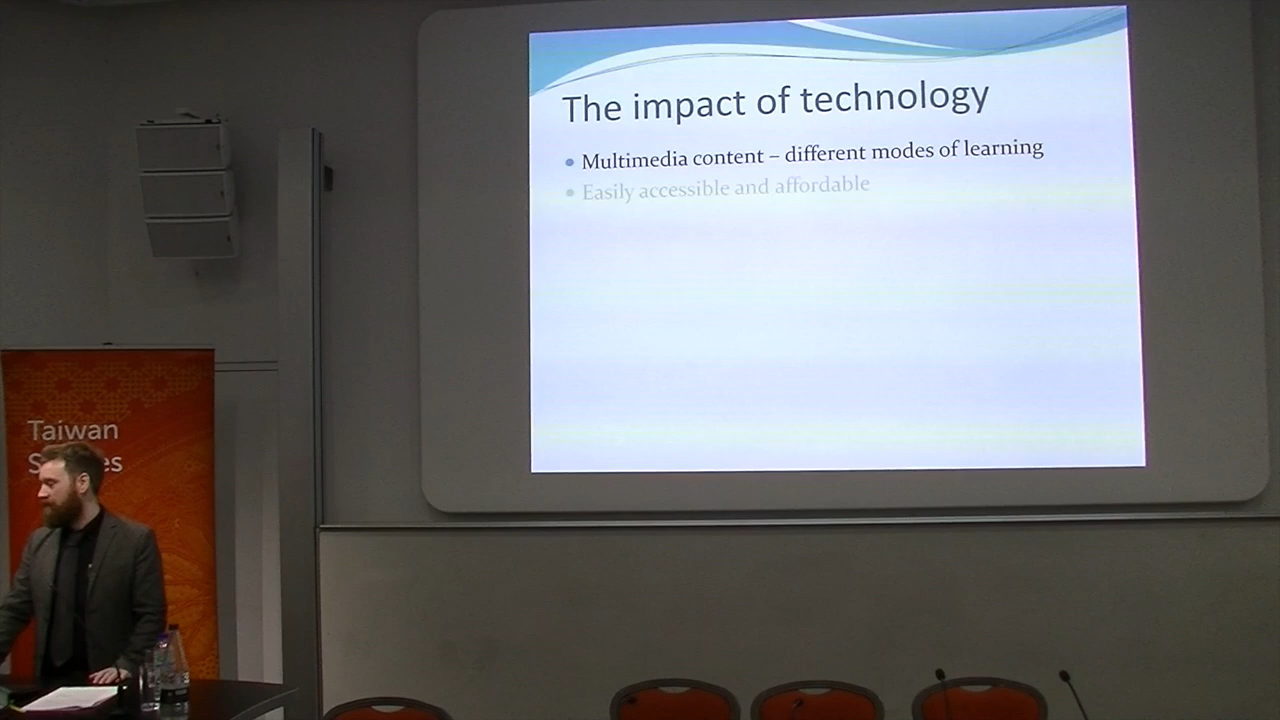 The impact of technology
• Multimedia content – different modes of learning
• Easily accessible and affordable
Taiwan